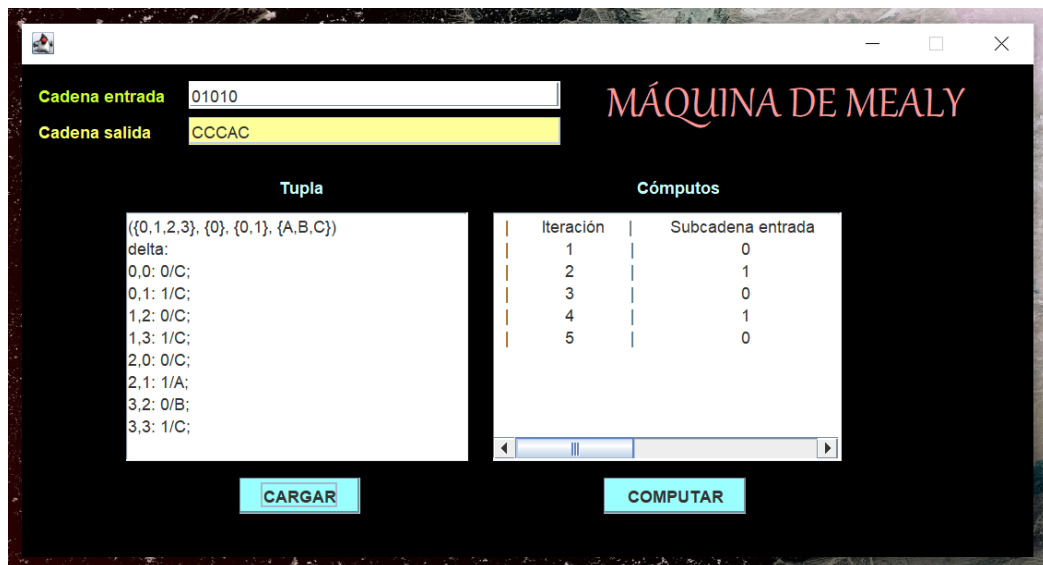 Cadena entrada 01010
MÁQUINA DE MEALY
Cadena salida CCCAC
Tupla
({0,1,2,3}, {0}, {0,1}, {A,B,C})
delta:
0,0: 0/C;
0,1: 1/C;
1,2: 0/C;
1,3: 1/C;
2,0: 0/C;
2,1: 1/A;
3,2: 0/B;
3,3: 1/C;
CARGAR
Cómputos
| Iteración | Subcadena entrada
| 1 | 0
| 2 | 1
| 3 | 0
| 4 | 1
| 5 | 0
COMPUTAR